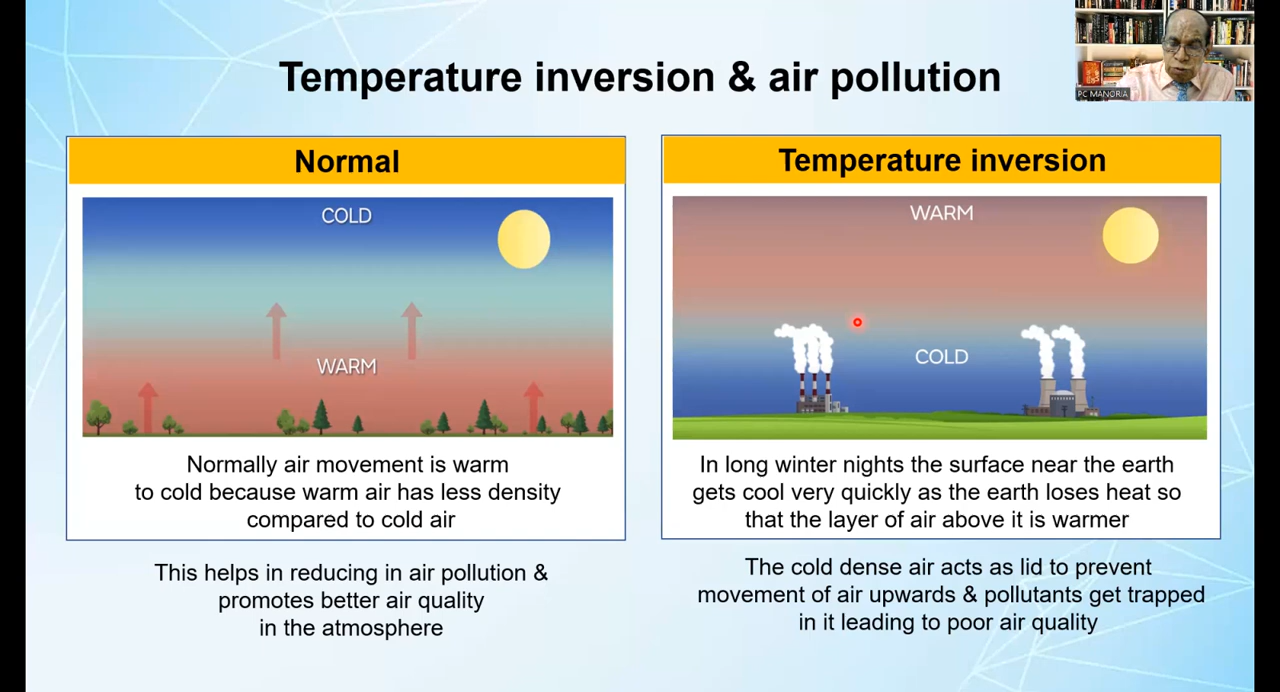 Temperature inversion & air pollution
PC MANORIA
Normal
COLD
WARM
Normally air movement is warm
to cold because warm air has less density
compared to cold air
This helps in reducing in air pollution &
promotes better air quality
in the atmosphere
Temperature inversion
WARM
COLD
In long winter nights the surface near the earth
gets cool very quickly as the earth loses heat so
that the layer of air above it is warmer
The cold dense air acts as lid to prevent
movement of air upwards & pollutants get trapped
in it leading to poor air quality